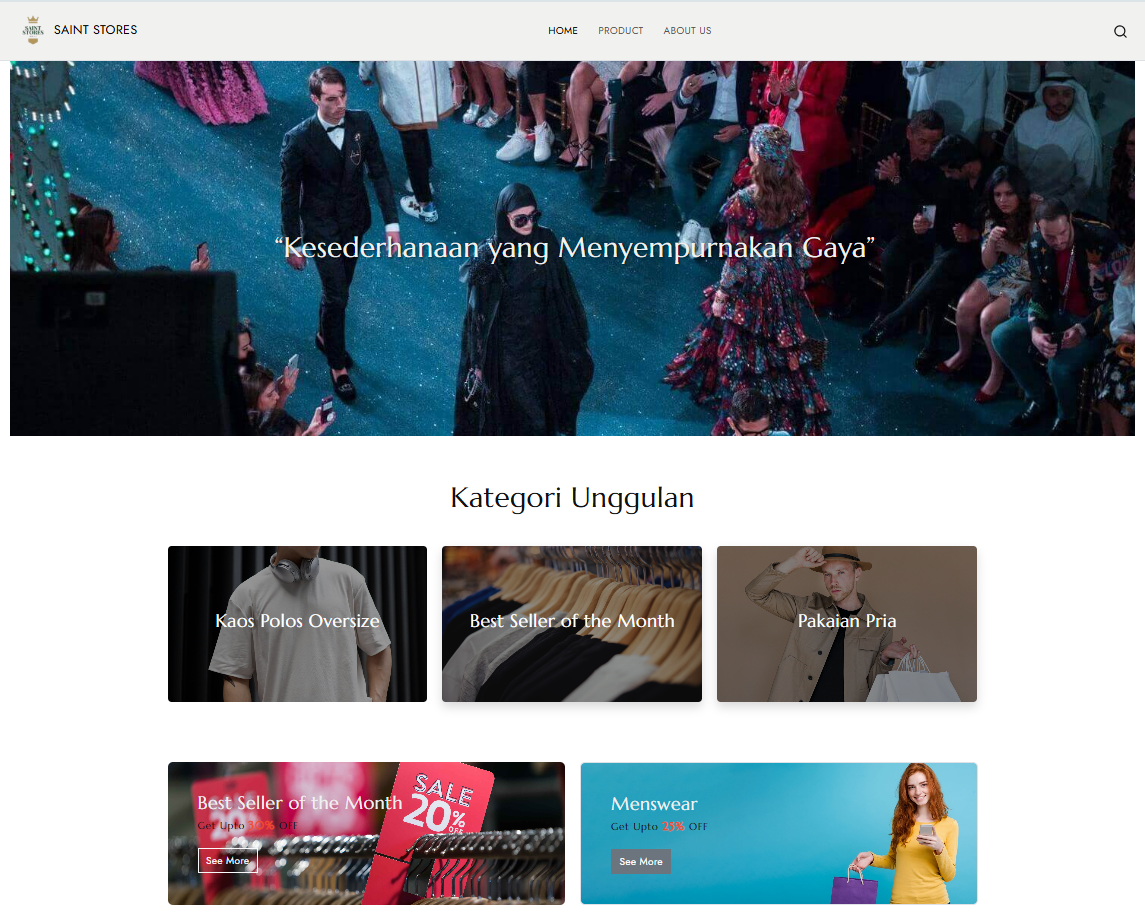 SAINT STORES
SAINT STORES
HOME PRODUCT ABOUT US
“Kesederhanaan yang Menyempurnakan Gaya”
Kategori Unggulan
Kaos Polos Oversize
Best Seller of the Month
Pakaian Pria
Best Seller of the Month
Get Upto 30% OFF
See More
SALE
20%
OFF
Menswear
Get Upto 25% OFF
See More